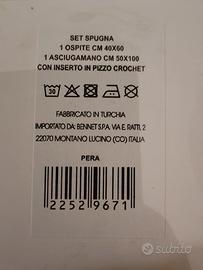 SET SPUGNA
1 OSPITE CM 40X60
1 ASCIUGAMANO CM 50X100
CON INSERTO IN PIZZO CROCHET
30
FABBRICATO IN TURCHIA
IMPORTATO DA: BENNET S.P.A. VIA E. RATTI, 2
22070 MONTANO LUCINO (CO) ITALIA
PERA
2252 9671
subito